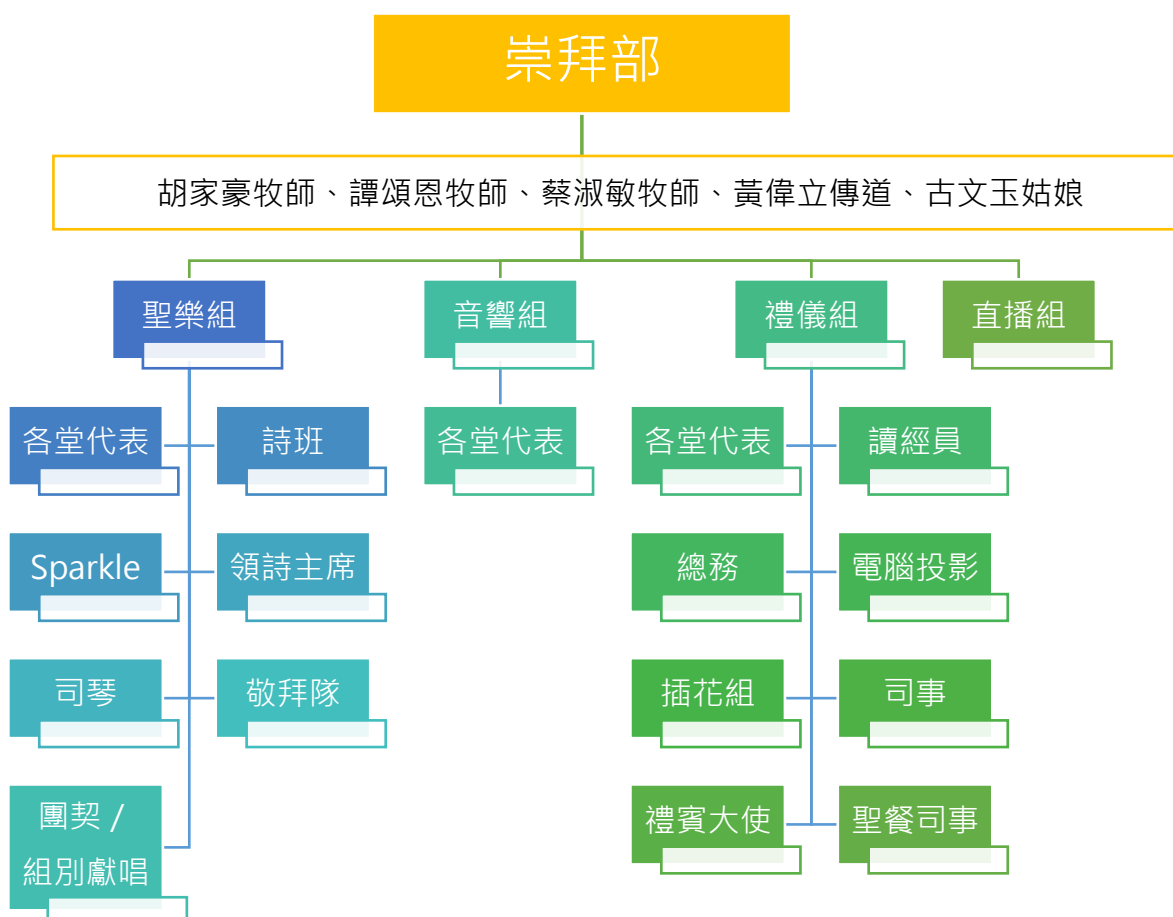 崇拜部
胡家豪牧師、譚頌恩牧師、蔡淑敏牧師、黃偉立傳道、古文玉姑娘
聖樂組
音響組
禮儀組
直播組
各堂代表
詩班
各堂代表
各堂代表
讀經員
Sparkle
領詩主席
總務
電腦投影
司琴
敬拜隊
插花組
司事
團契 /
組別獻唱
禮賓大使
聖餐司事